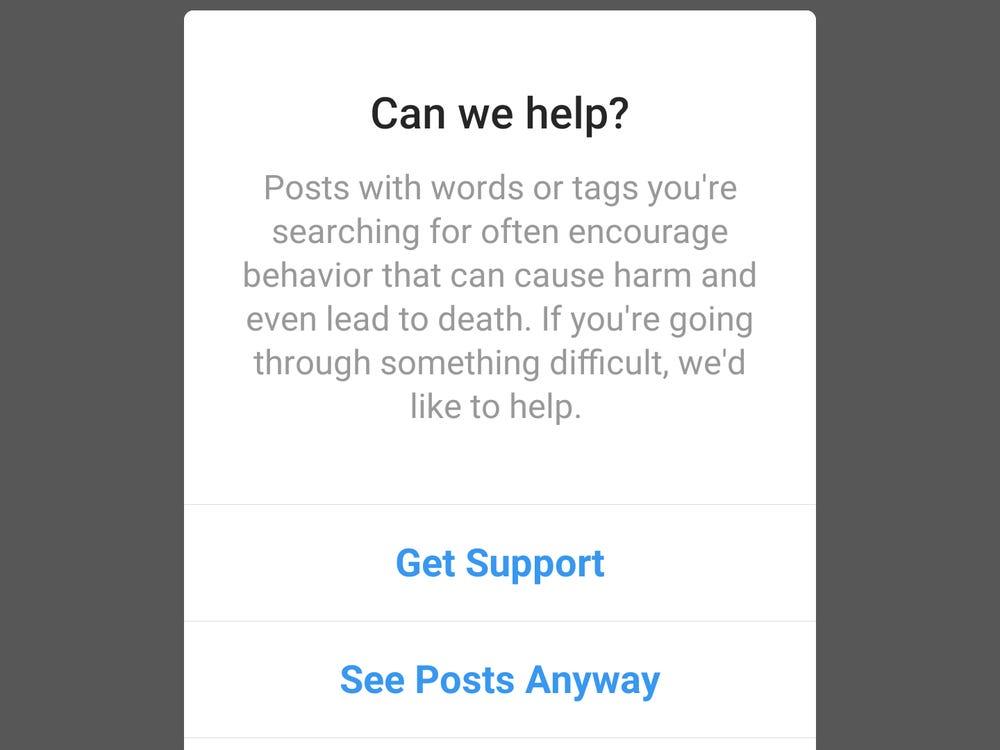 Can we help?
Posts with words or tags you're
searching for often encourage
behavior that can cause harm and
even lead to death. If you're going
through something difficult, we'd
like to help.
Get Support
See Posts Anyway